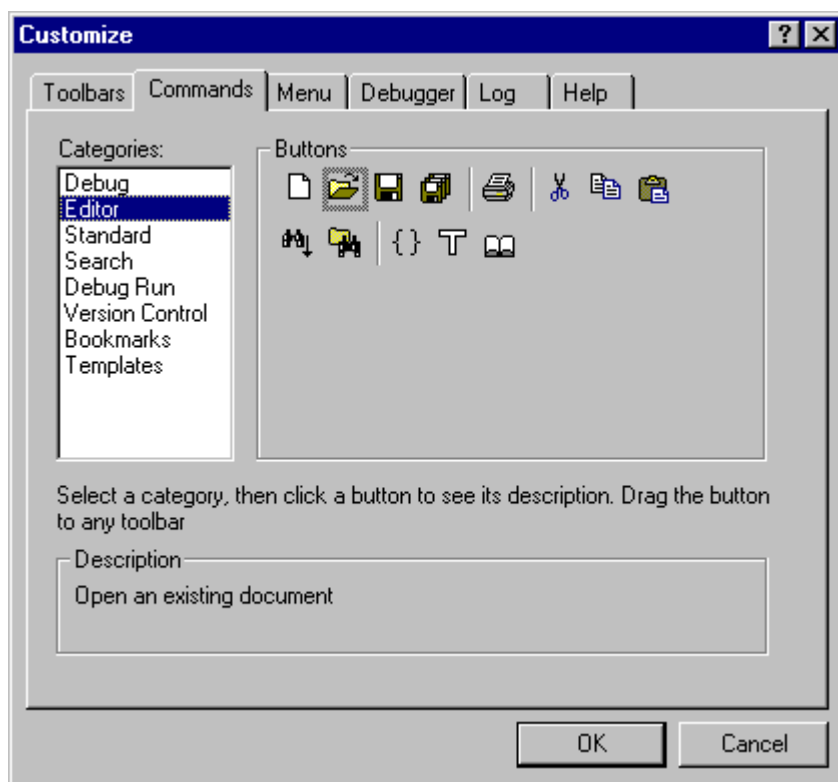 Customize
Toolbars Commands Menu Debugger Log Help
Categories:
Buttons
Debug
Editor
Standard
Search
Debug Run
Version Control
Bookmarks
Templates
{} T
Select a category, then click a button to see its description. Drag the button
to any toolbar
Description
Open an existing document
OK Cancel